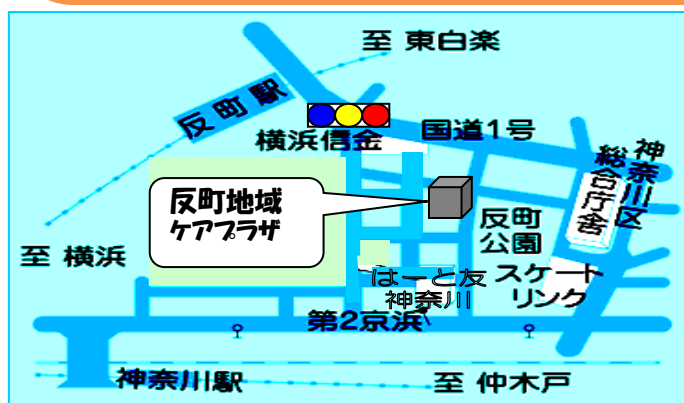 至 東白楽
反町駅
横浜信金
国道1号
神奈川区
総合庁舎
反町地域
ケアプラザ
反町
公園
至 横浜
はーと友
神奈川
スケート
リンク
第2京浜
神奈川駅
至 仲木戸